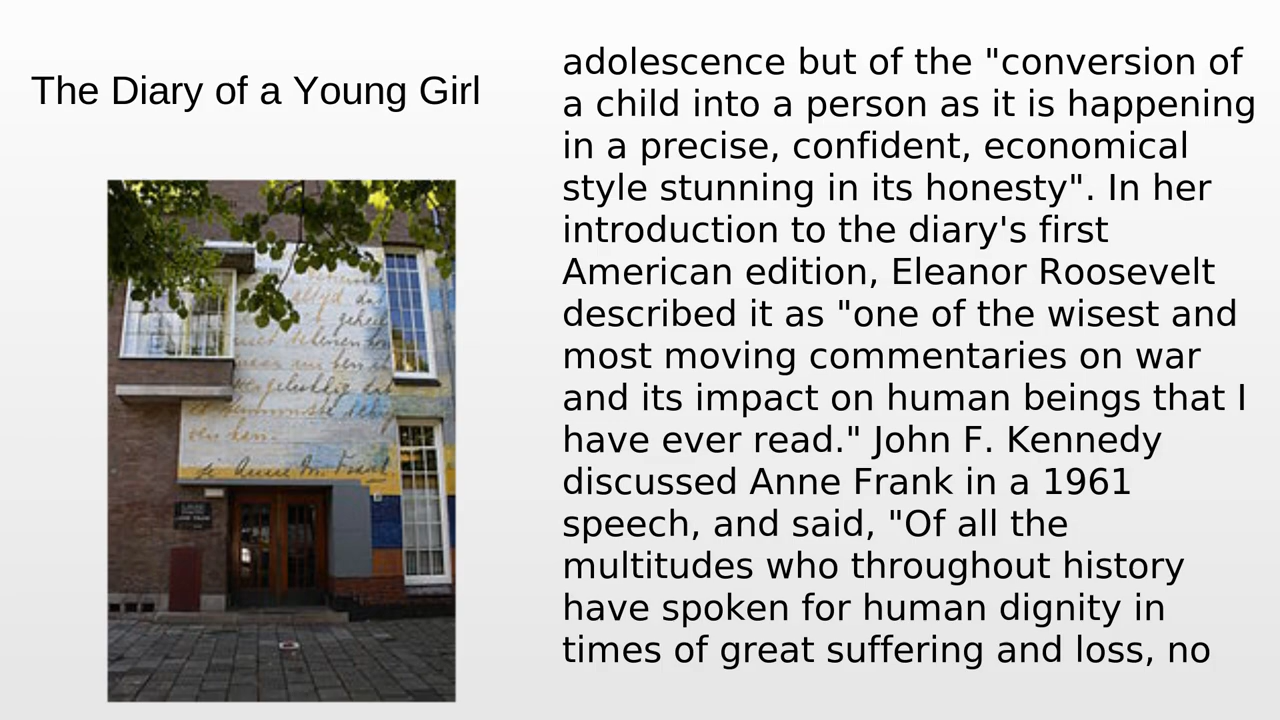 The Diary of a Young Girl
adolescence but of the "conversion of
a child into a person as it is happening
in a precise, confident, economical
style stunning in its honesty". In her
introduction to the diary's first
American edition, Eleanor Roosevelt
described it as "one of the wisest and
most moving commentaries on war
and its impact on human beings that I
have ever read." John F. Kennedy
discussed Anne Frank in a 1961
speech, and said, "Of all the
multitudes who throughout history
have spoken for human dignity in
times of great suffering and loss, no